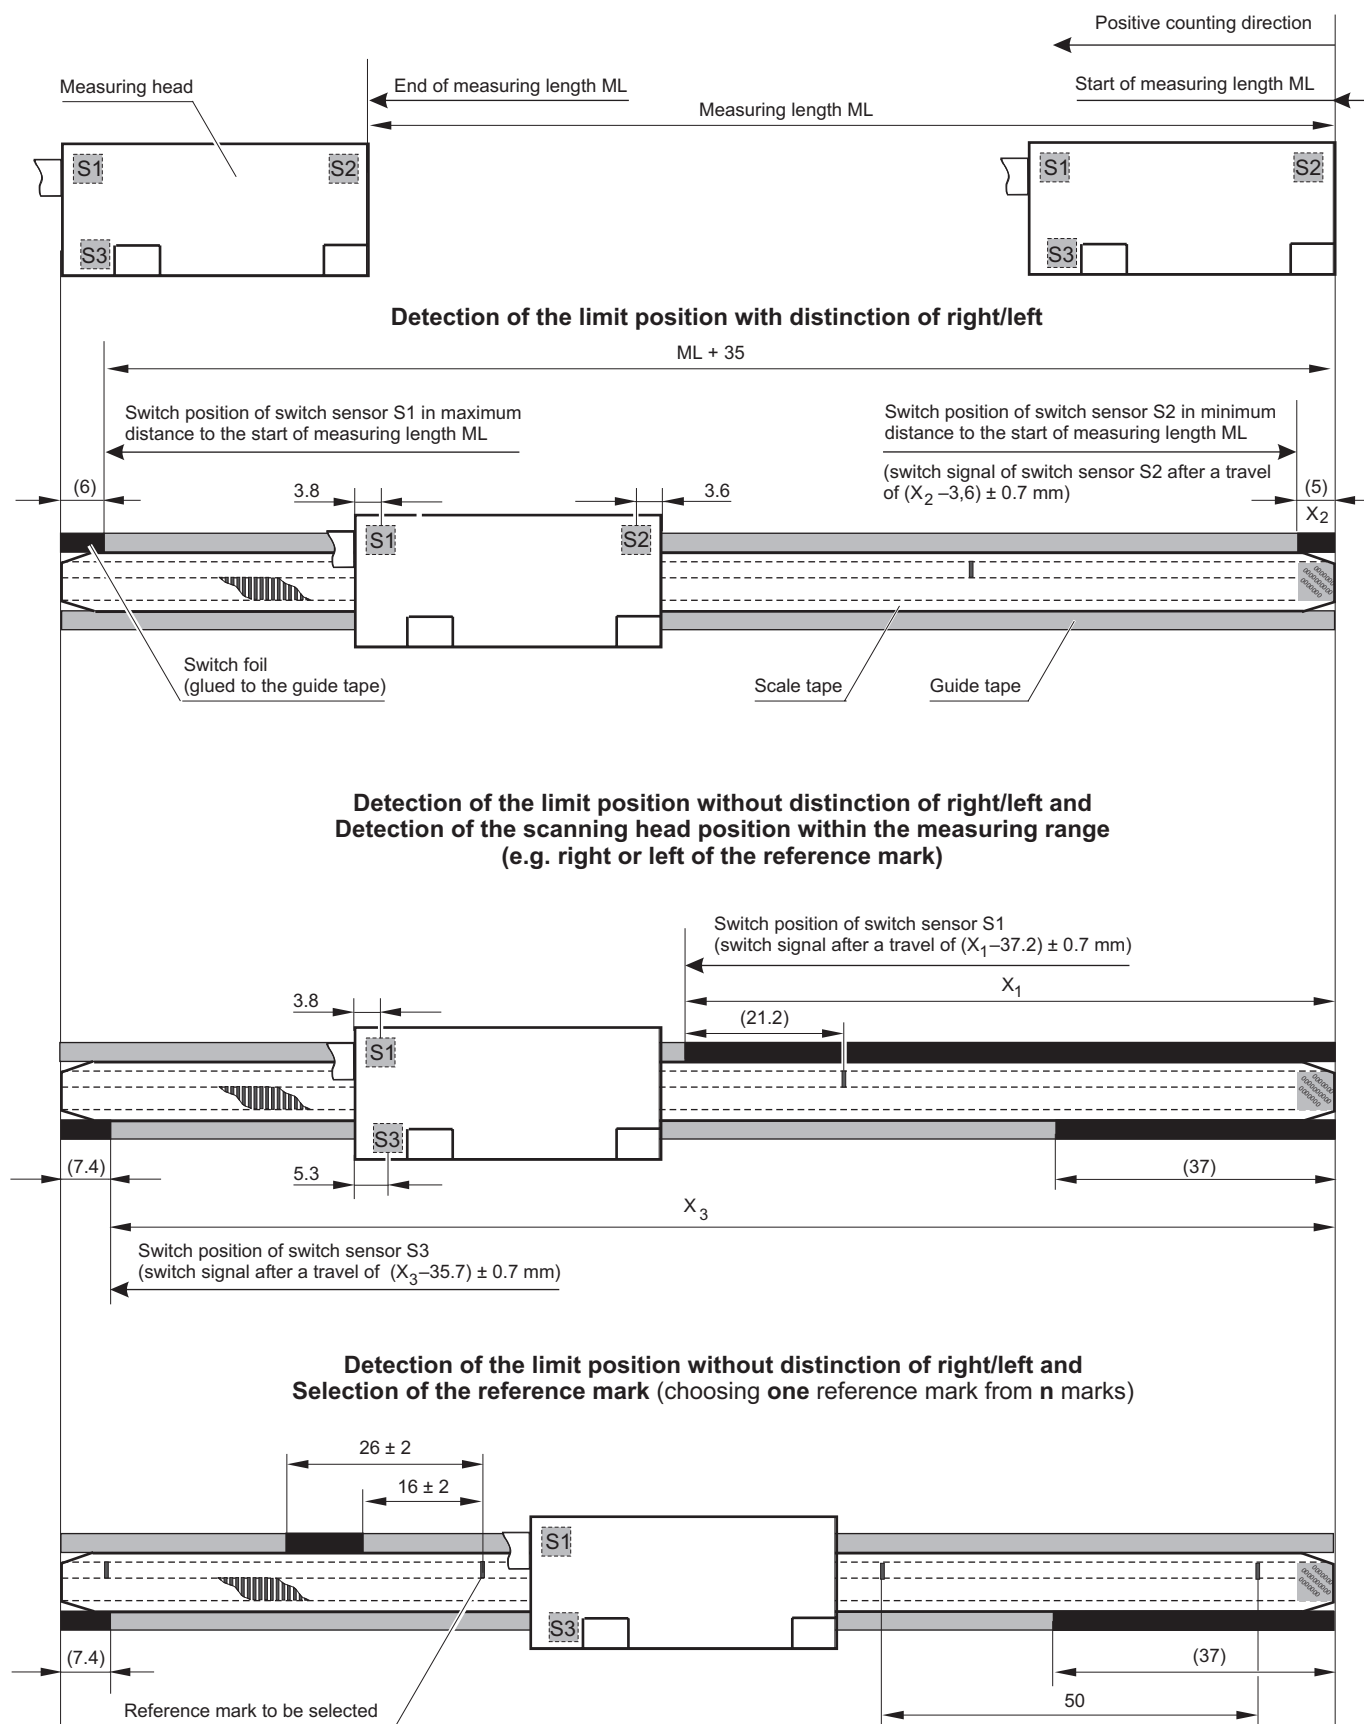 Positive counting direction
Measuring head
End of measuring length ML
Start of measuring length ML
Measuring length ML
S1
S2
S1
S2
S3
S3
Detection of the limit position with distinction of right/left
ML + 35
Switch position of switch sensor S1 in maximum
distance to the start of measuring length ML
Switch position of switch sensor S2 in minimum
distance to the start of measuring length ML
(switch signal of switch sensor S2 after a travel
of (X2 –3,6) ± 0.7 mm)
(6)
3.8
3.6
(5)
X2
S1
S2
0000000
0000000000
0000000
Switch foil
(glued to the guide tape)
Scale tape
Guide tape
Detection of the limit position without distinction of right/left and
Detection of the scanning head position within the measuring range
(e.g. right or left of the reference mark)
Switch position of switch sensor S1
(switch signal after a travel of (X1–37.2) ± 0.7 mm)
X1
3.8
(21.2)
S1
0000000
0000000000
0000000
S3
(7.4)
5.3
(37)
X3
Switch position of switch sensor S3
(switch signal after a travel of (X3–35.7) ± 0.7 mm)
Detection of the limit position without distinction of right/left and
Selection of the reference mark (choosing one reference mark from n marks)
26 ± 2
16 ± 2
S1
0000000
0000000000
0000000
S3
(7.4)
(37)
50
Reference mark to be selected